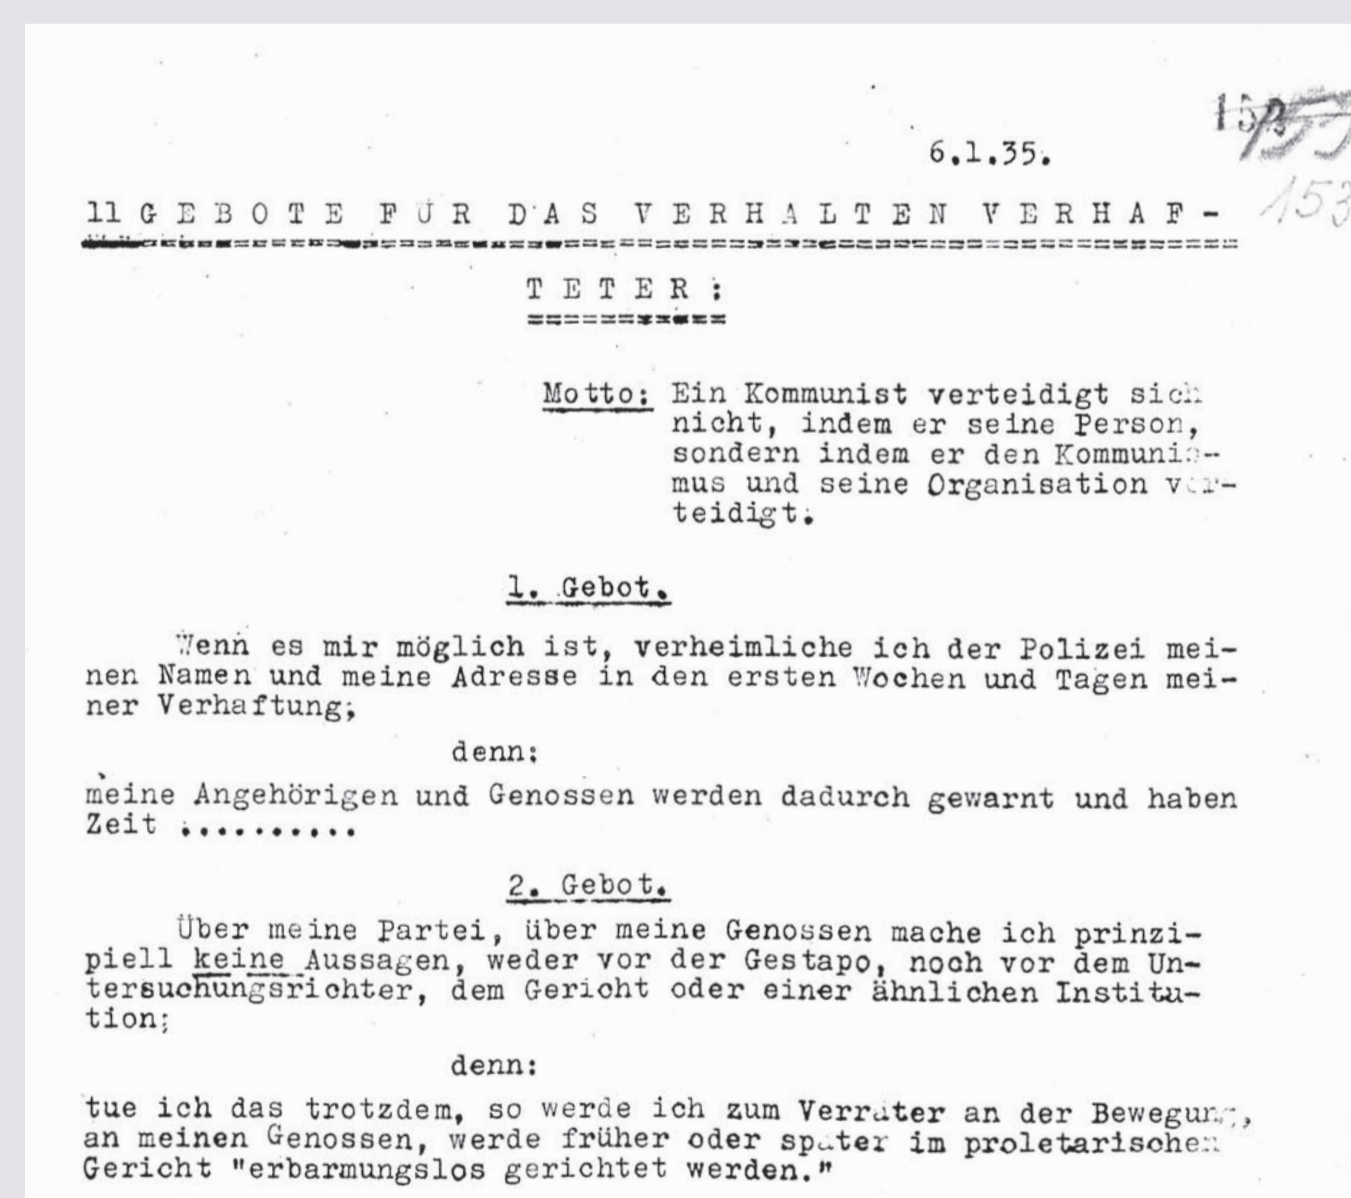 6.1.35.
153
11 G E B O T E F Ü R D A S V E R H A L T E N V E R H A F -
T E T E R :
Motto: Ein Kommunist verteidigt sich
nicht, indem er seine Person,
sondern indem er den Kommunis-
mus und seine Organisation ver-
teidigt.
1. Gebot.
Wenn es mir möglich ist, verheimliche ich der Polizei mei-
nen Namen und meine Adresse in den ersten Wochen und Tagen mei-
ner Verhaftung;
denn:
meine Angehörigen und Genossen werden dadurch gewarnt und haben
Zeit ..........
2. Gebot.
Über meine Partei, über meine Genossen mache ich prinzi-
piell keine Aussagen, weder vor der Gestapo, noch vor dem Un-
tersuchungsrichter, dem Gericht oder einer ähnlichen Institu-
tion;
denn:
tue ich das trotzdem, so werde ich zum Verräter an der Bewegung,
an meinen Genossen, werde früher oder später im proletarischen
Gericht "erbarmungslos gerichtet werden."